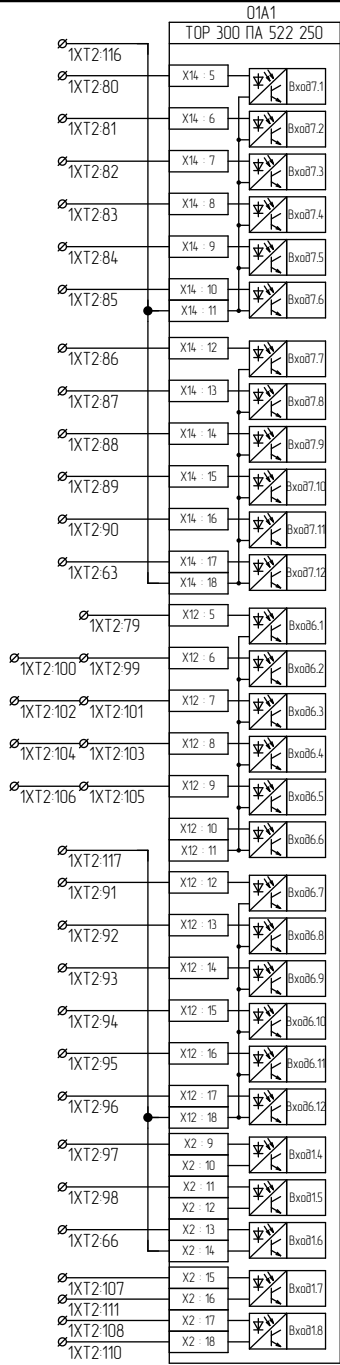 01A1
ТОР 300 ПА 522 250
1XT2:116
1XT2:80 X14 : 5 Вход7.1
1XT2:81 X14 : 6 Вход7.2
1XT2:82 X14 : 7 Вход7.3
1XT2:83 X14 : 8 Вход7.4
1XT2:84 X14 : 9 Вход7.5
1XT2:85 X14 : 10 Вход7.6
X14 : 11
1XT2:86 X14 : 12 Вход7.7
1XT2:87 X14 : 13 Вход7.8
1XT2:88 X14 : 14 Вход7.9
1XT2:89 X14 : 15 Вход7.10
1XT2:90 X14 : 16 Вход7.11
1XT2:63 X14 : 17 Вход7.12
X14 : 18
1XT2:79 X12 : 5 Вход6.1
1XT2:100 1XT2:99 X12 : 6 Вход6.2
1XT2:102 1XT2:101 X12 : 7 Вход6.3
1XT2:104 1XT2:103 X12 : 8 Вход6.4
1XT2:106 1XT2:105 X12 : 9 Вход6.5
X12 : 10 Вход6.6
X12 : 11
1XT2:117
1XT2:91 X12 : 12 Вход6.7
1XT2:92 X12 : 13 Вход6.8
1XT2:93 X12 : 14 Вход6.9
1XT2:94 X12 : 15 Вход6.10
1XT2:95 X12 : 16 Вход6.11
1XT2:96 X12 : 17 Вход6.12
X12 : 18
1XT2:97 X2 : 9 Вход1.4
X2 : 10
1XT2:98 X2 : 11 Вход1.5
X2 : 12
1XT2:66 X2 : 13 Вход1.6
X2 : 14
1XT2:107 X2 : 15 Вход1.7
1XT2:111 X2 : 16
1XT2:108 X2 : 17 Вход1.8
1XT2:110 X2 : 18